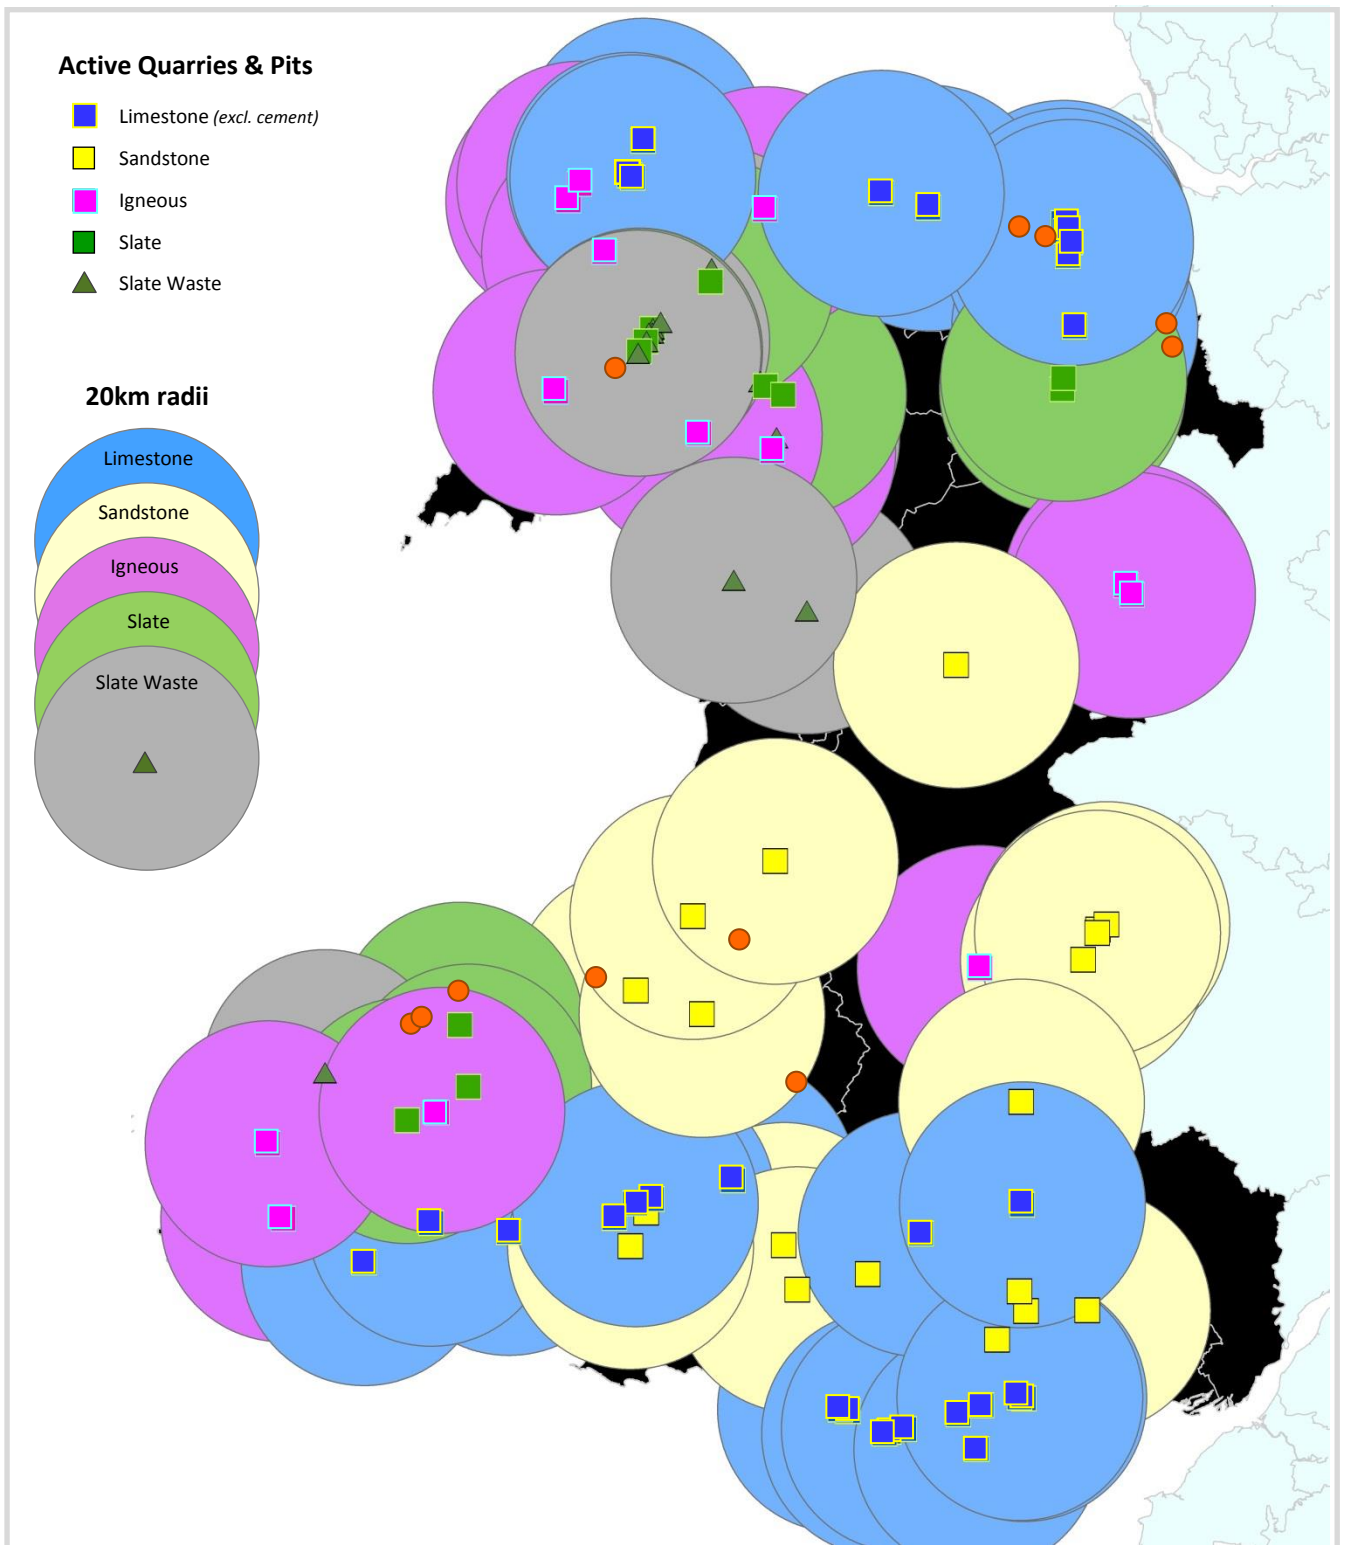 Active Quarries & Pits
Limestone (excl. cement)
Sandstone
Igneous
Slate
Slate Waste
20km radii
Limestone
Sandstone
Igneous
Slate
Slate Waste